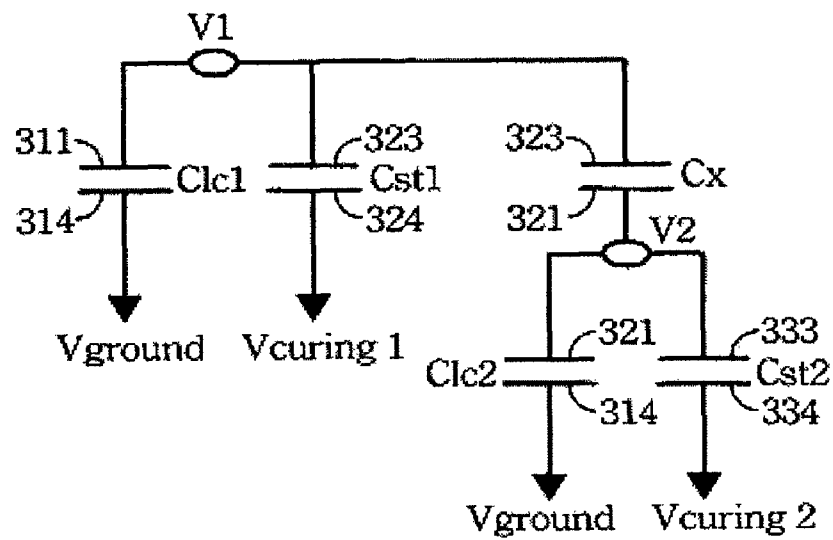 V1
311
Clc1
314
323
Cst1
324
323
Cx
321
V2
Vground
Vcuring 1
321
Clc2
314
333
Cst2
334
Vground
Vcuring 2